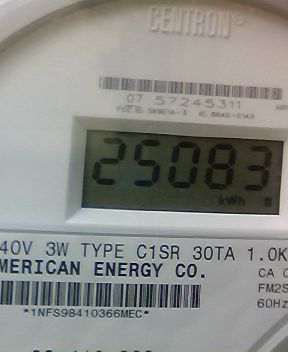 CENTRON
07 57245311
25083
kWh
40V 3W TYPE C1SR 30TA 1.0K
MERICAN ENERGY CO.
CA
FM2S
60Hz
*1NFS98410366MEC*